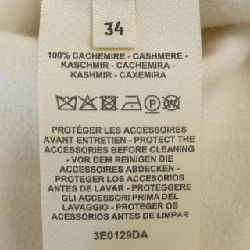 34
100% CACHEMIRE - CASHMERE -
KASCHMIR - CACHEMIRA -
KASHMIR - CAXEMIRA
PROTÉGER LES ACCESSOIRES
AVANT ENTRETIEN - PROTECT THE
ACCESSORIES BEFORE CLEANING
- VOR DEM REINIGEN DIE
ACCESSOIRES ABDECKEN -
PROTEGER LOS ACCESORIOS
ANTES DE LAVAR - PROTEGGERE
GLI ACCESSORI PRIMA DEL
LAVAGGIO - PROTEGER OS
ACESSÓRIOS ANTES DE LIMPAR
3E0129DA